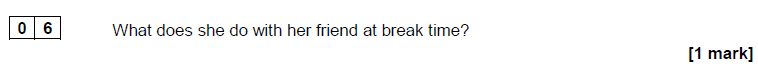 0 6 What does she do with her friend at break time?
[1 mark]